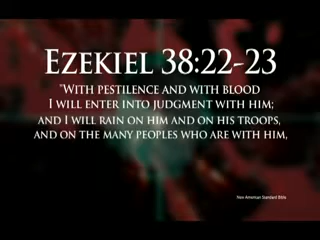 EZEKIEL 38:22-23
"WITH PESTILENCE AND WITH BLOOD
I WILL ENTER INTO JUDGMENT WITH HIM;
AND I WILL RAIN ON HIM AND ON HIS TROOPS,
AND ON THE MANY PEOPLES WHO ARE WITH HIM,
New American Standard Bible